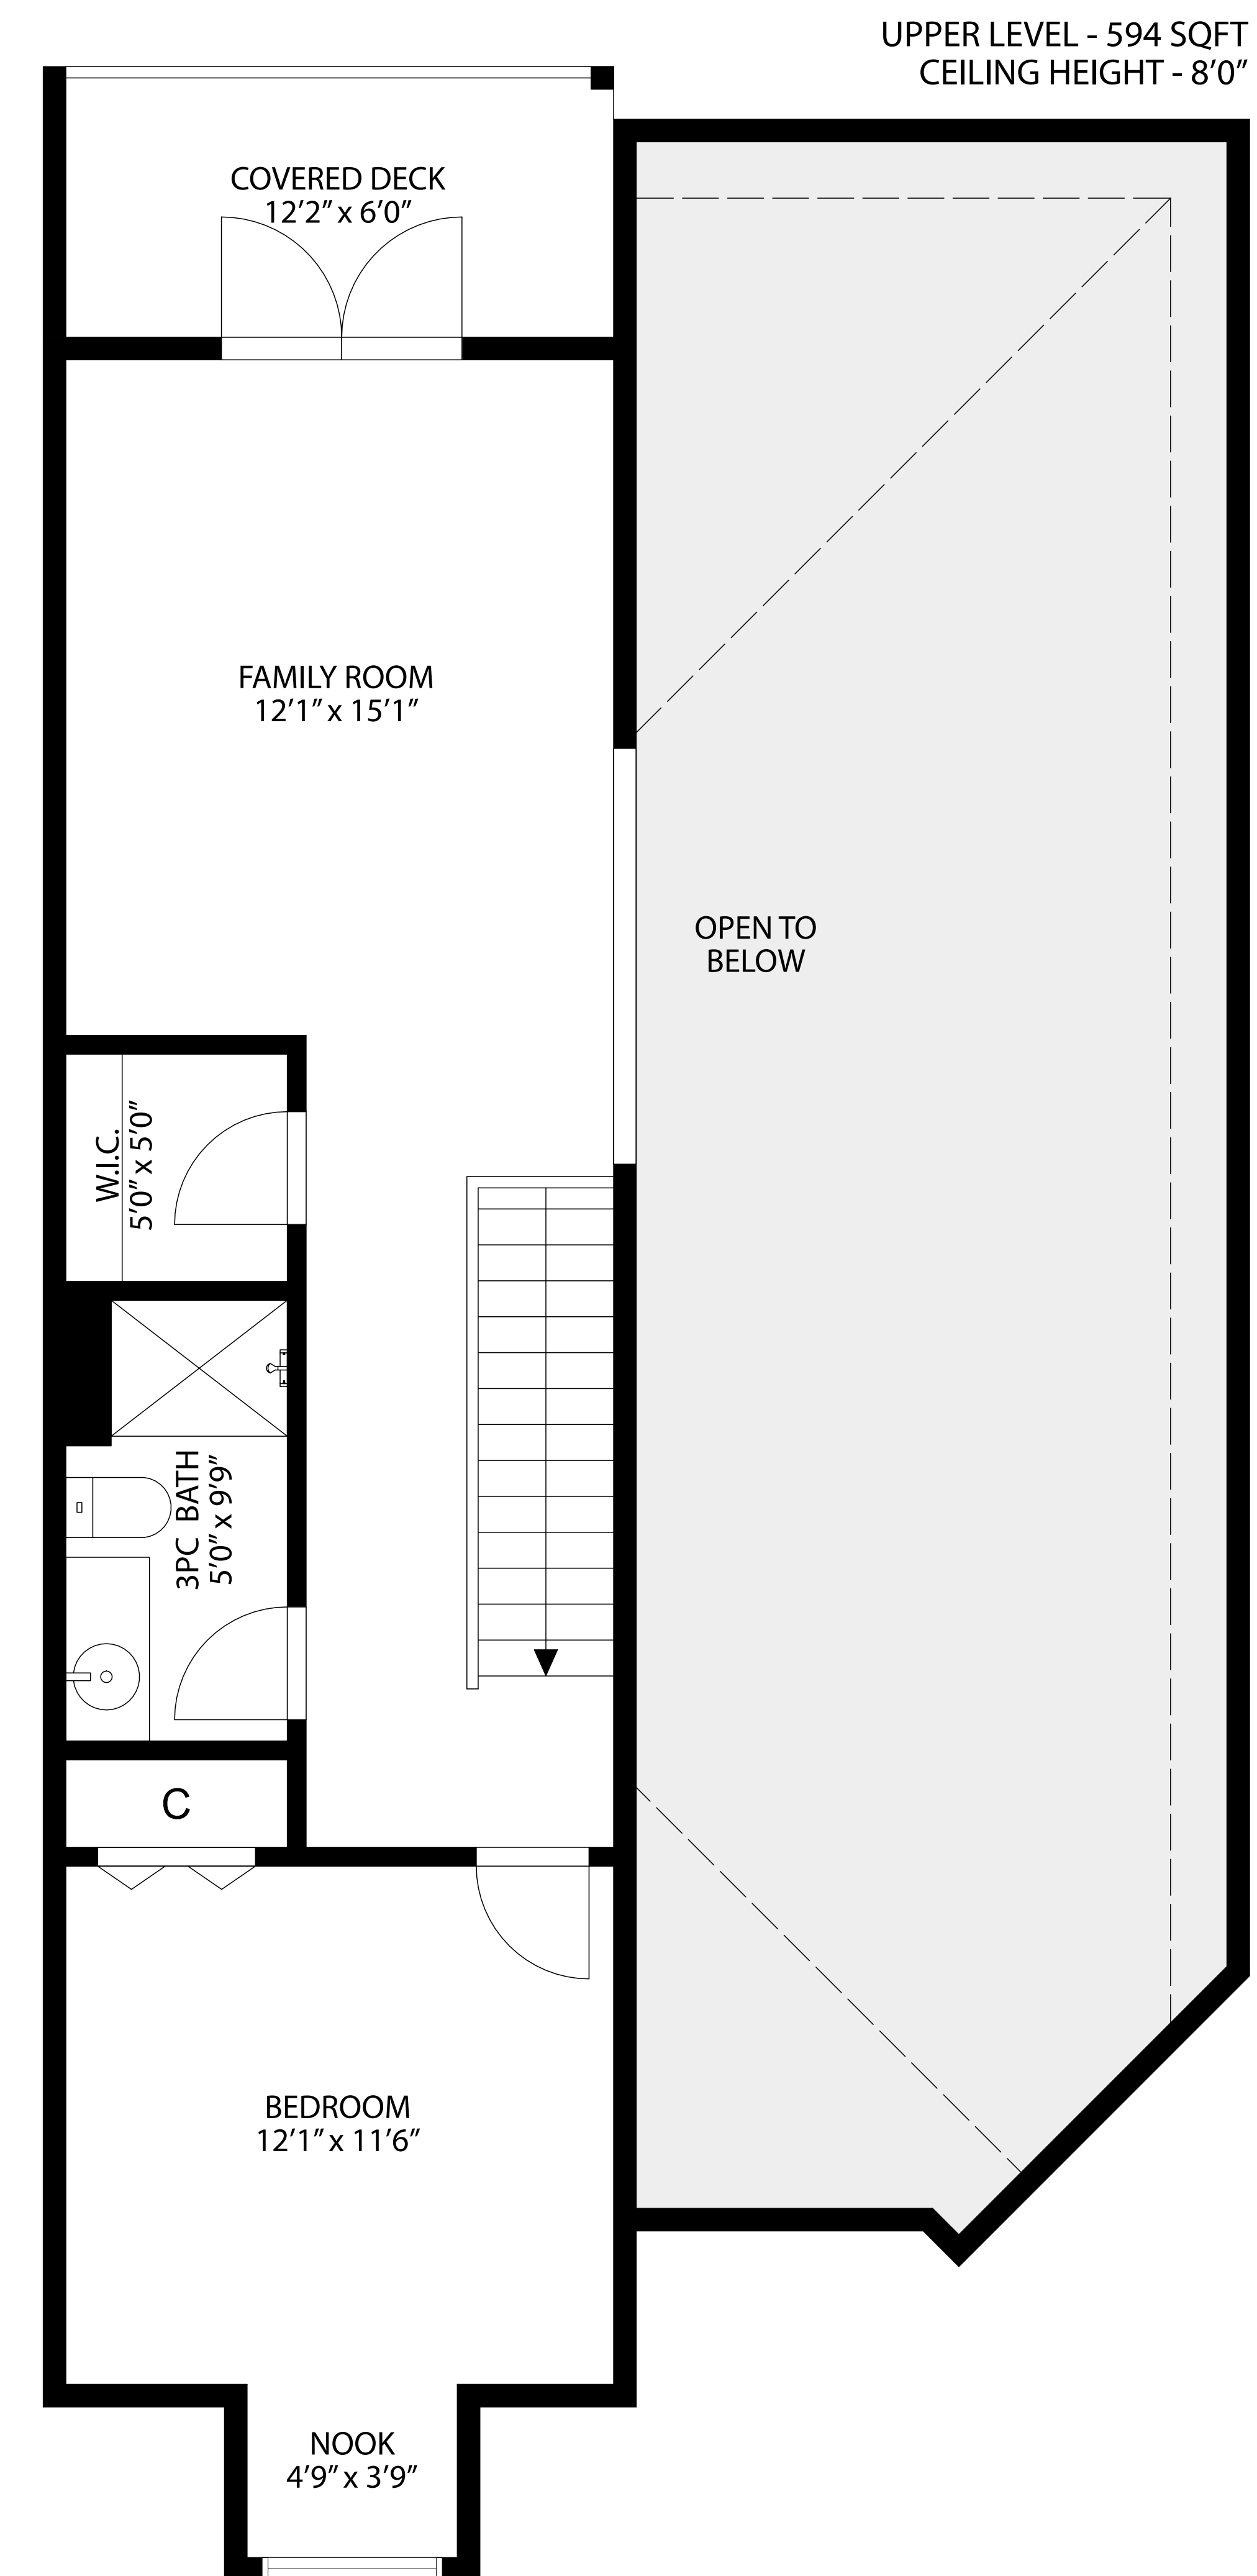 UPPER LEVEL - 594 SQFT
CEILING HEIGHT - 8’0”
COVERED DECK
12’2” x 6’0”
FAMILY ROOM
12’1” x 15’1”
OPEN TO
BELOW
W.I.C.
5’0” x 5’0”
3PC BATH
5’0” x 9’9”
C
BEDROOM
12’1” x 11’6”
NOOK
4’9” x 3’9”